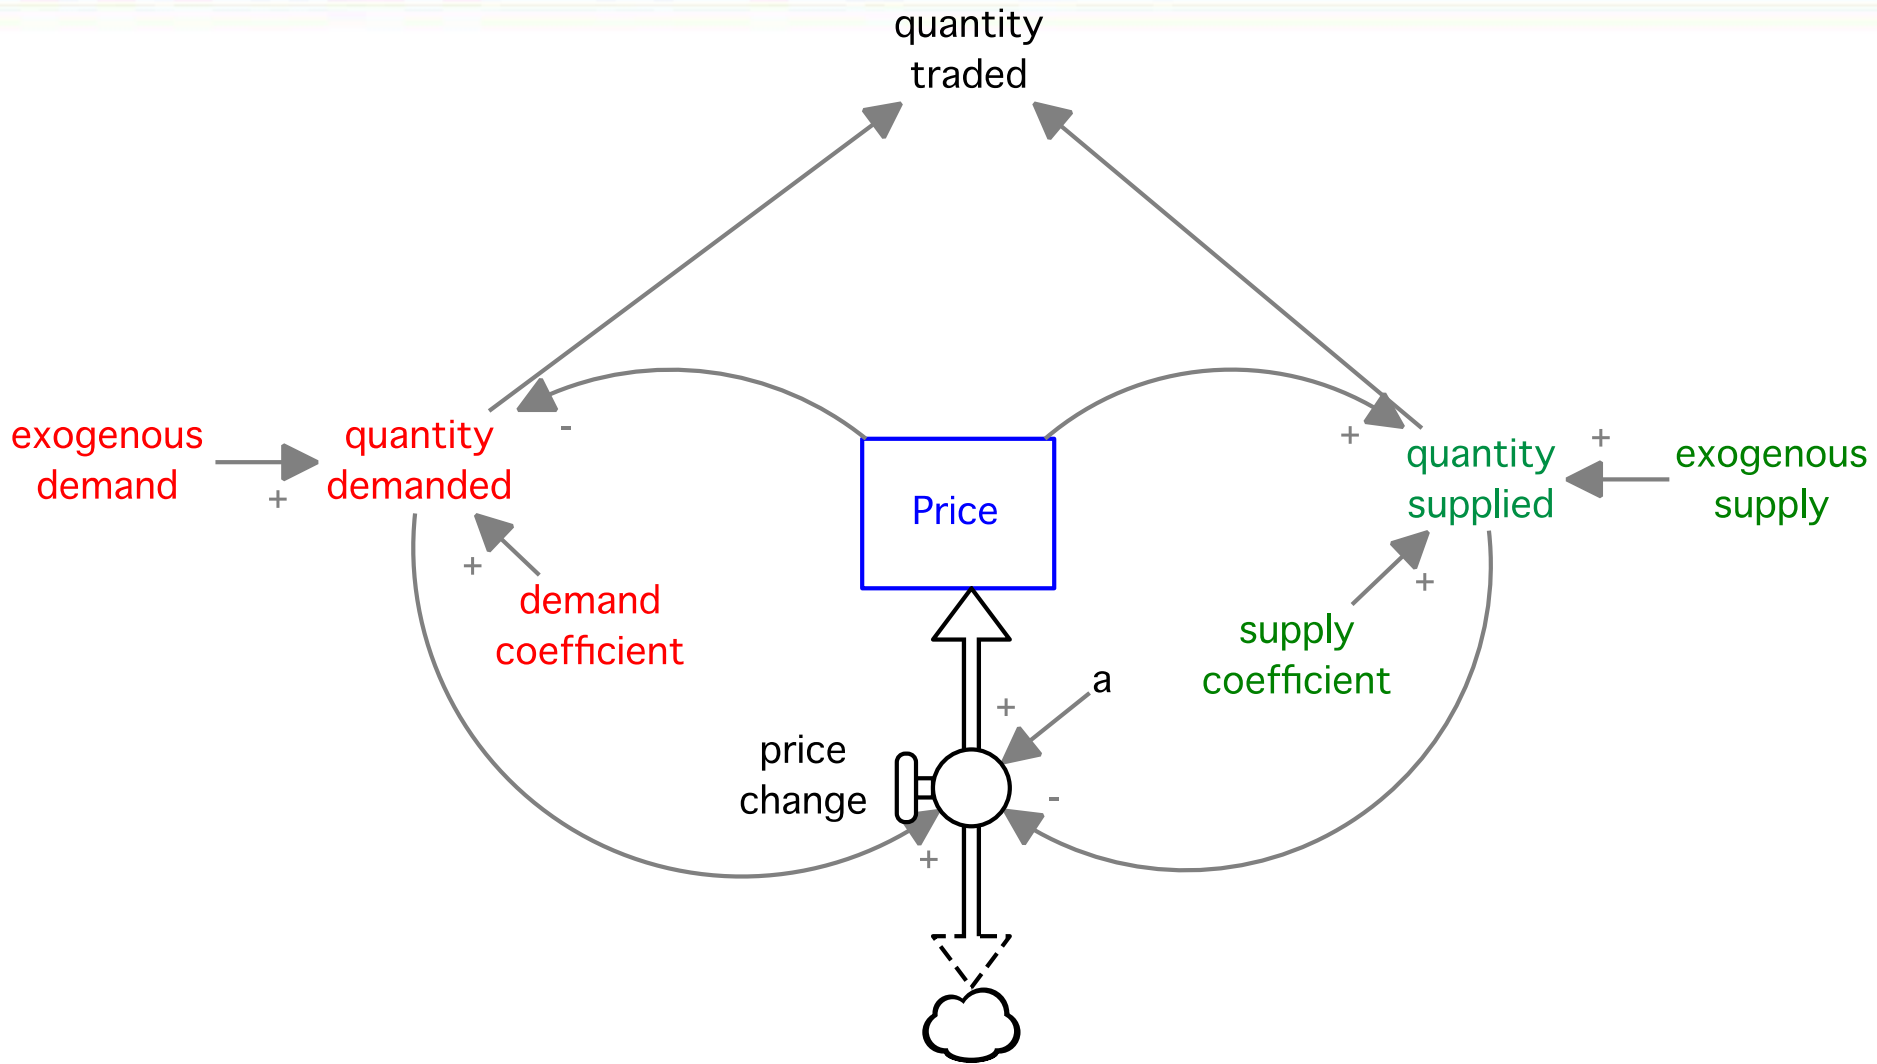 quantity
traded
exogenous
demand
+
quantity
demanded
-
+
demand
coefficient
Price
+
quantity
supplied
+
exogenous
supply
+
supply
coefficient
a
+
price
change
-
+